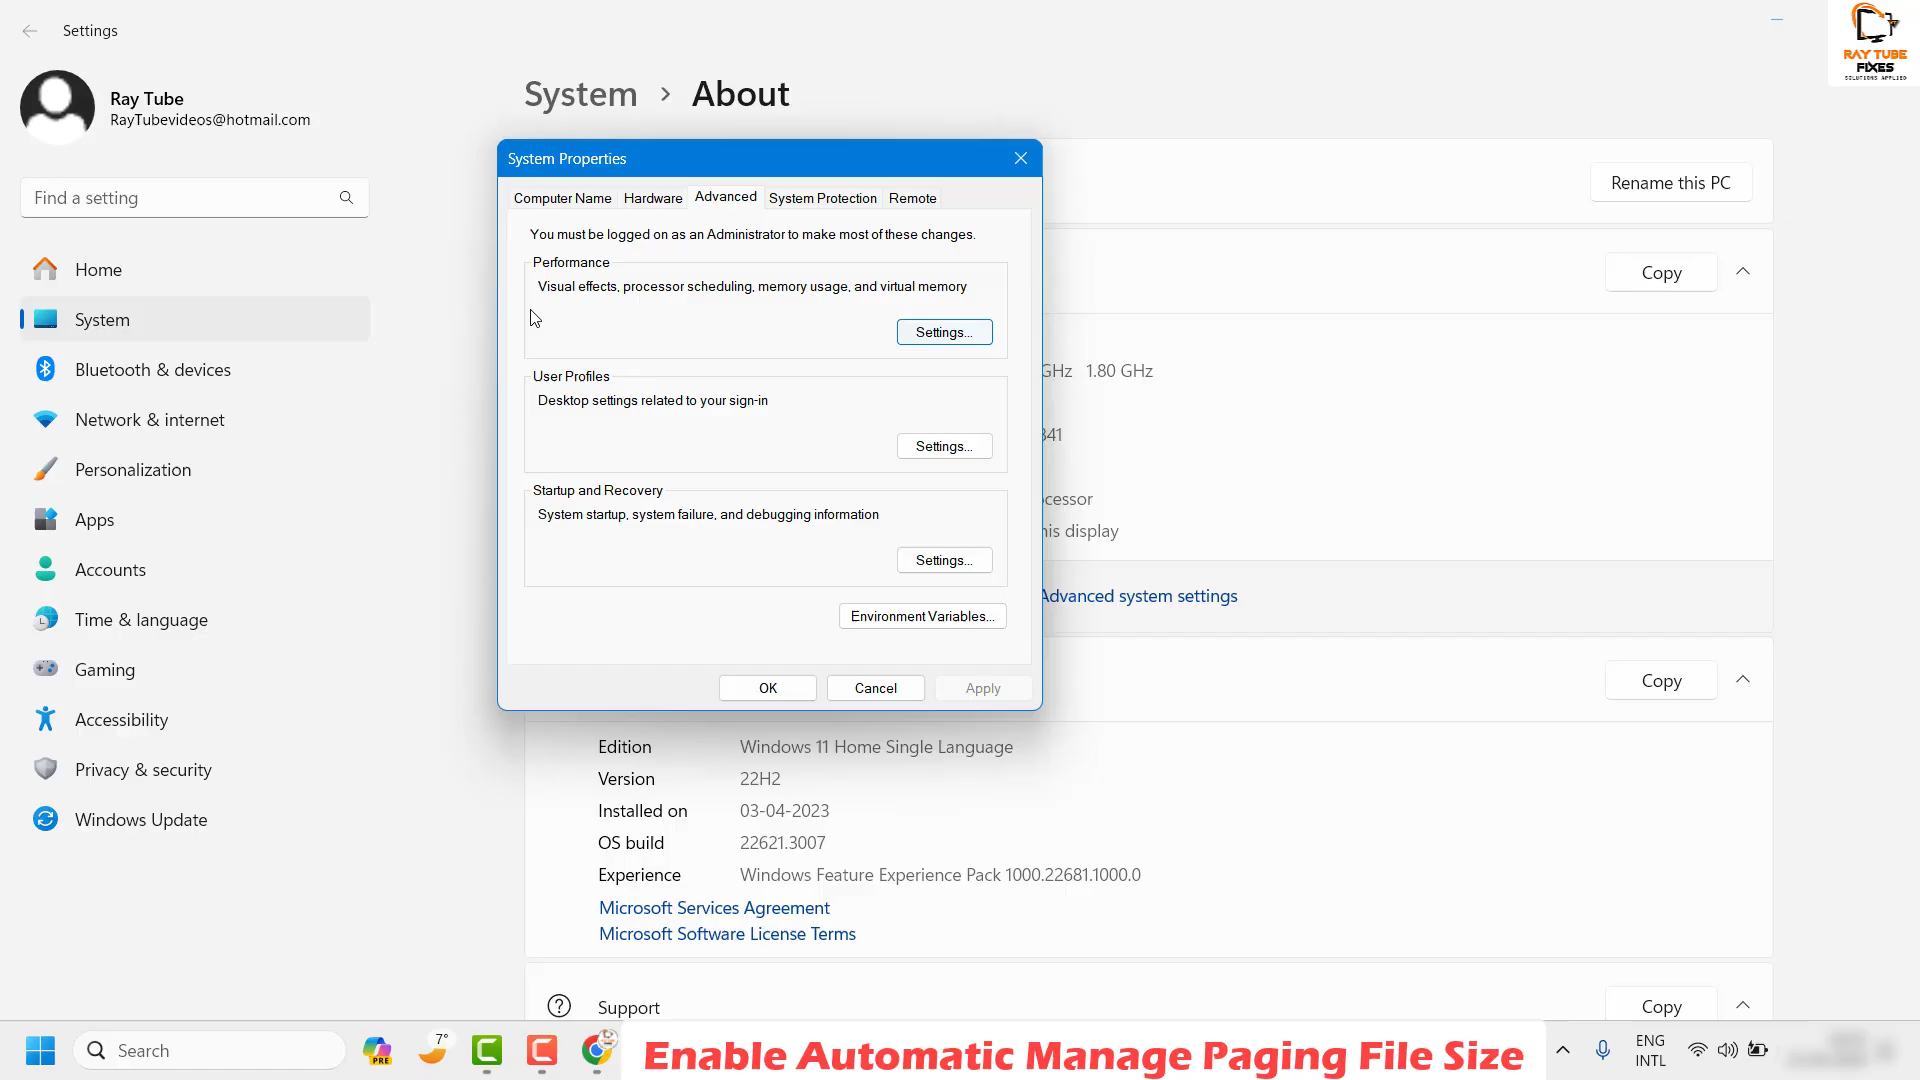 Settings
RAY TUBE
FIXES
SOLUTIONS APPLIED
Ray Tube
RayTubevideos@hotmail.com
Find a setting
Home
System
Bluetooth & devices
Network & internet
Personalization
Apps
Accounts
Time & language
Gaming
Accessibility
Privacy & security
Windows Update
System > About
Rename this PC
Copy
GHz 1.80 GHz
341
ocessor
his display
Advanced system settings
Copy
System Properties
Computer Name Hardware Advanced System Protection Remote
You must be logged on as an Administrator to make most of these changes.
Performance
Visual effects, processor scheduling, memory usage, and virtual memory
Settings...
User Profiles
Desktop settings related to your sign-in
Settings...
Startup and Recovery
System startup, system failure, and debugging information
Settings...
Environment Variables...
OK Cancel Apply
Edition Windows 11 Home Single Language
Version 22H2
Installed on 03-04-2023
OS build 22621.3007
Experience Windows Feature Experience Pack 1000.22681.1000.0
Microsoft Services Agreement
Microsoft Software License Terms
Support
Copy
Search
PRE
7°
Enable Automatic Manage Paging File Size
ENG
INTL